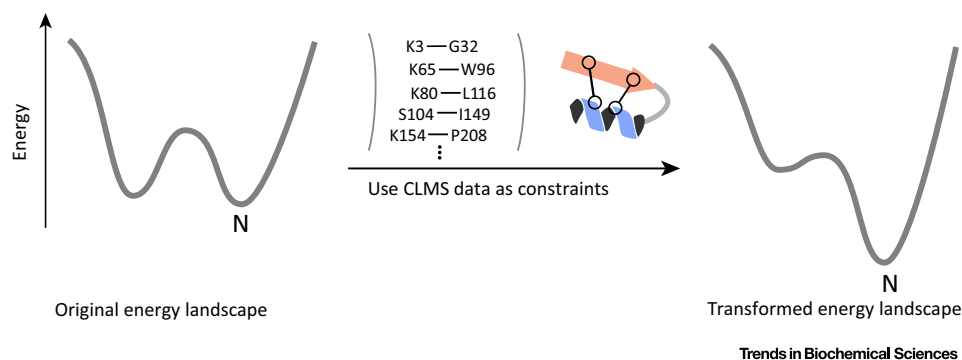 Energy
N
Original energy landscape
K3—G32
K65—W96
K80—L116
S104—I149
K154—P208
⋮
Use CLMS data as constraints
N
Transformed energy landscape
Trends in Biochemical Sciences